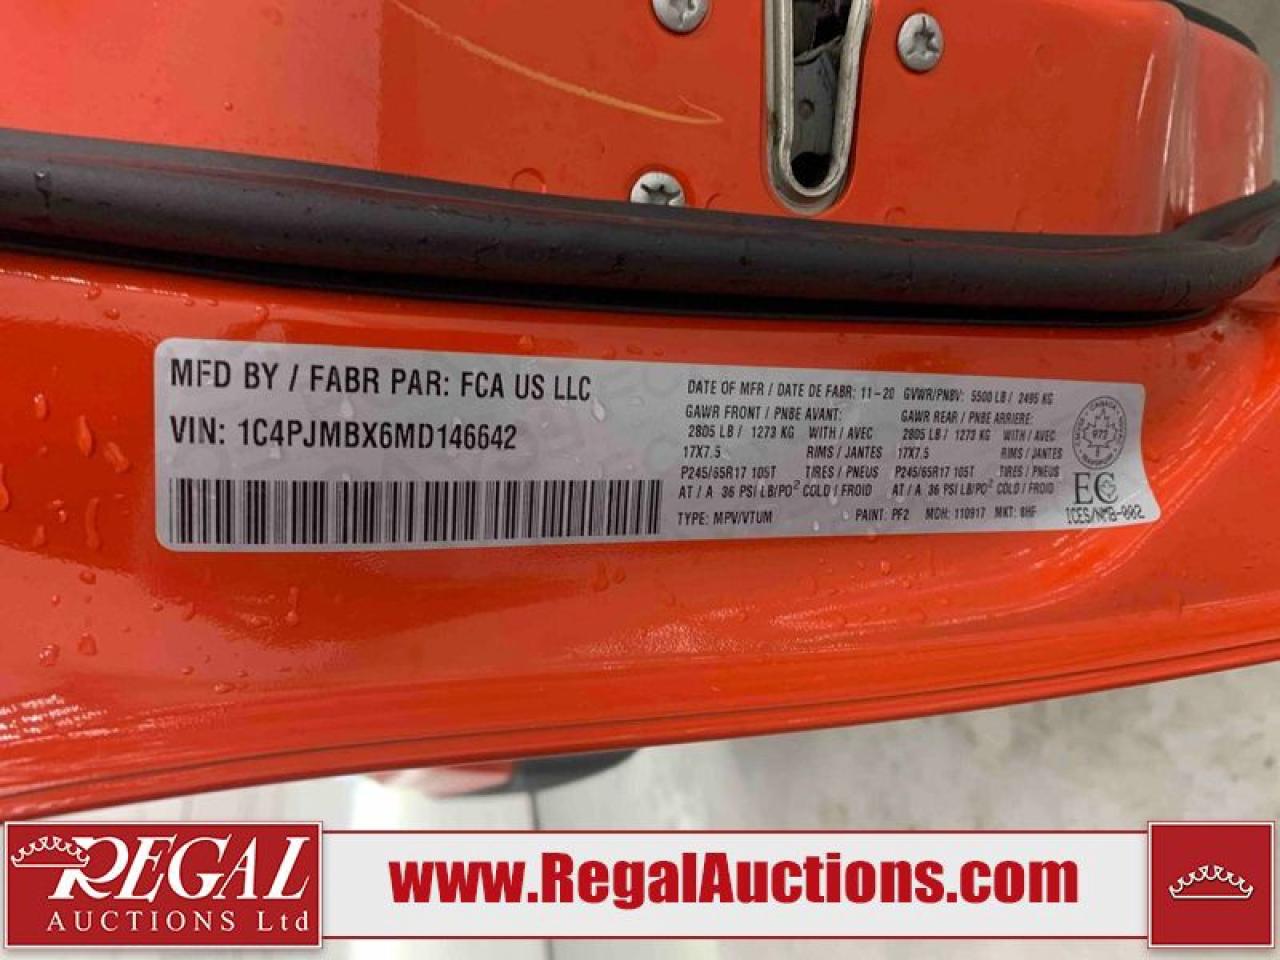 MFD BY / FABR PAR: FCA US LLC
VIN: 1C4PJMBX6MD146642
DATE OF MFR / DATE DE FABR: 11-20 GVWR/PNBV: 5500 LB / 2495 KG
GAWR FRONT / PNBE AVANT: GAWR REAR / PNBE ARRIERE:
2805 LB / 1273 KG WITH / AVEC 2805 LB / 1273 KG WITH / AVEC
17X7.5 RIMS / JANTES 17X7.5 RIMS / JANTES
P245/65R17 105T TIRES / PNEUS P245/65R17 105T TIRES / PNEUS
AT / A 36 PSI LB/PO² COLD / FROID AT / A 36 PSI LB/PO² COLD / FROID
TYPE: MPV/VTUM PAINT: PF2 MDH: 110917 MKT: 8HF
CANADA
972
EC
ICES/NMB-002
REGAL
AUCTIONS Ltd
www.RegalAuctions.com